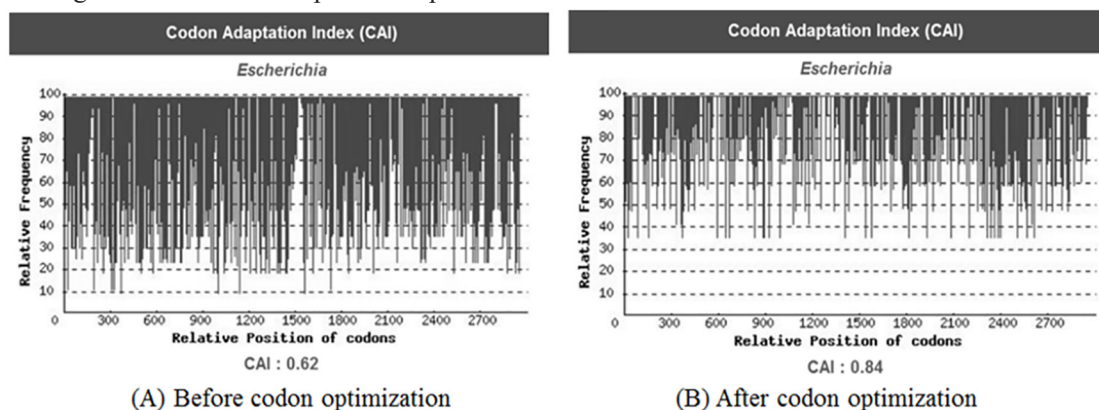 Codon Adaptation Index (CAI)
Escherichia
100
90
80
70
60
50
40
30
20
10
Relative Frequency
0 300 600 900 1200 1500 1800 2100 2400 2700
Relative Position of codons
CAI : 0.62
(A) Before codon optimization
Codon Adaptation Index (CAI)
Escherichia
100
90
80
70
60
50
40
30
20
10
Relative Frequency
0 300 600 900 1200 1500 1800 2100 2400 2700
Relative Position of codons
CAI : 0.84
(B) After codon optimization